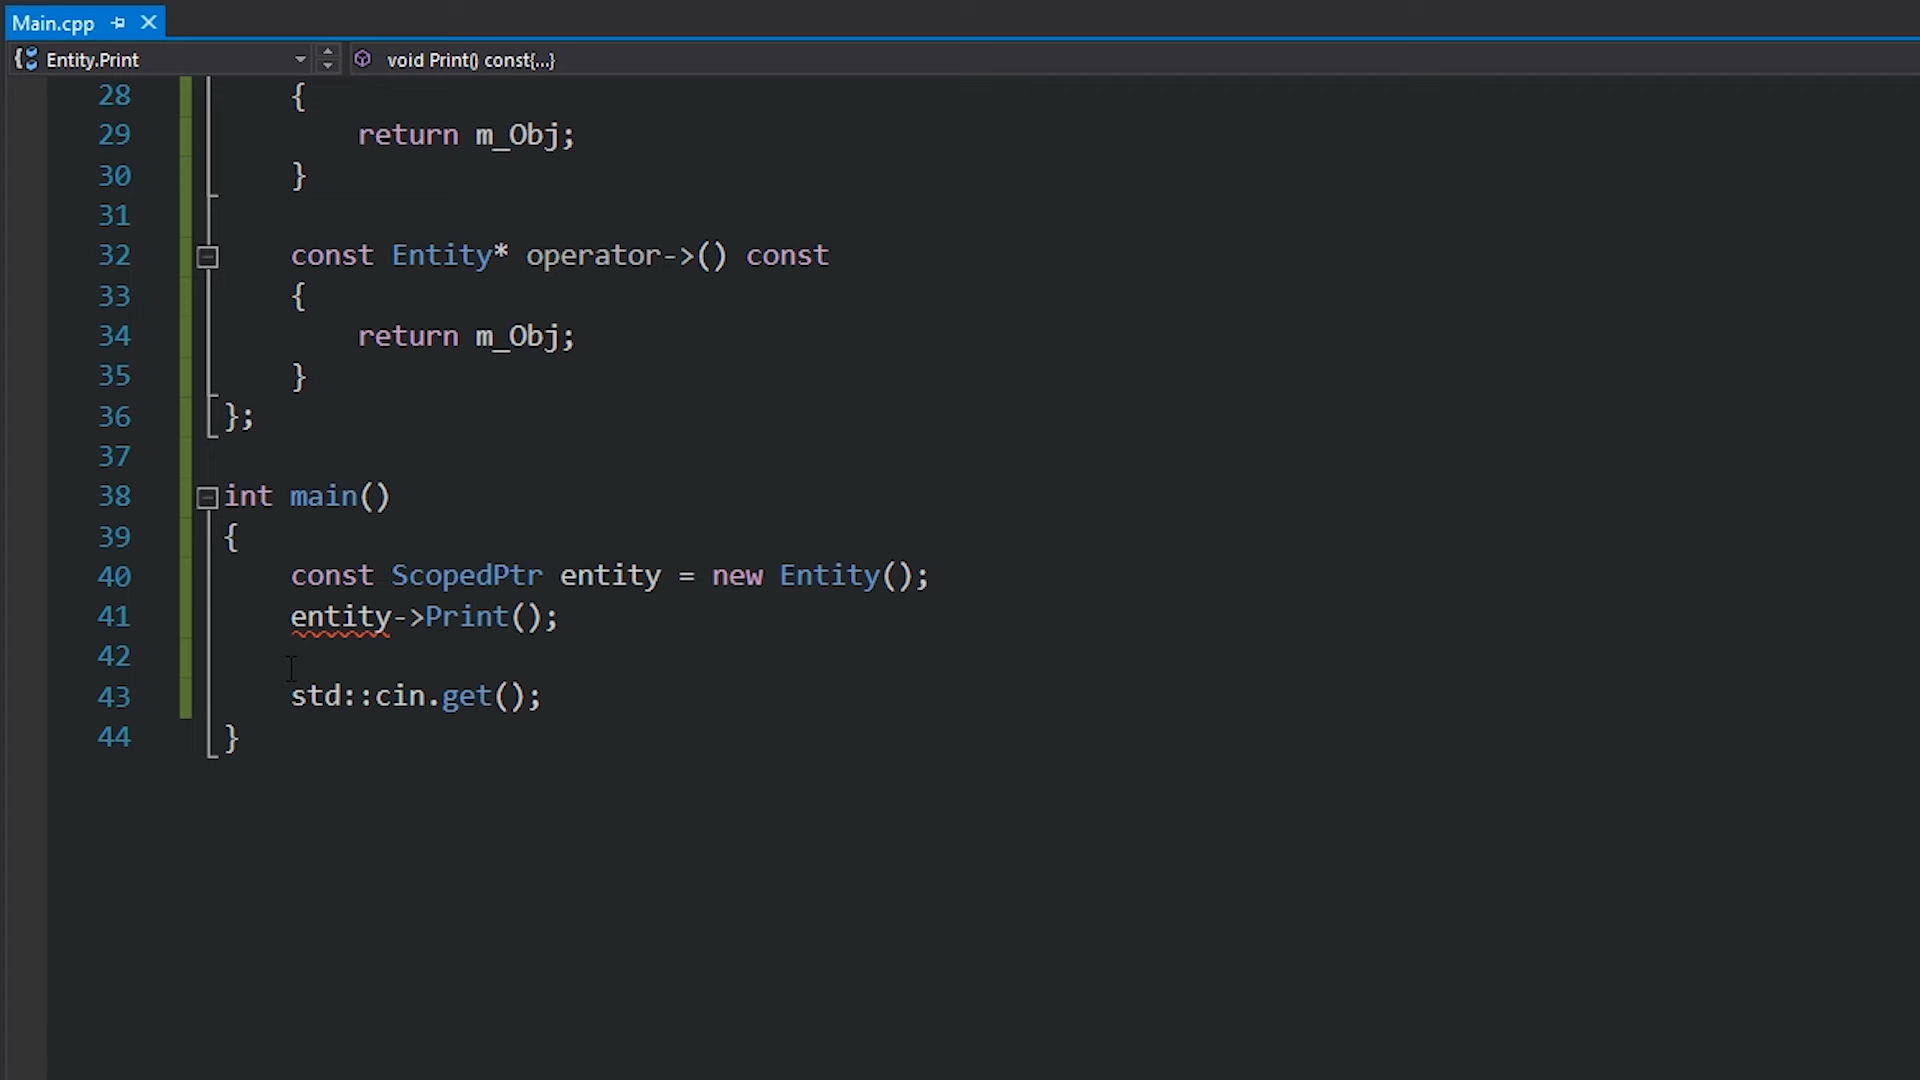 Main.cpp
Entity.Print void Print() const{...}
28 {
29 return m_Obj;
30 }
31
32 const Entity* operator->() const
33 {
34 return m_Obj;
35 }
36 };
37
38 int main()
39 {
40 const ScopedPtr entity = new Entity();
41 entity->Print();
42
43 std::cin.get();
44 }